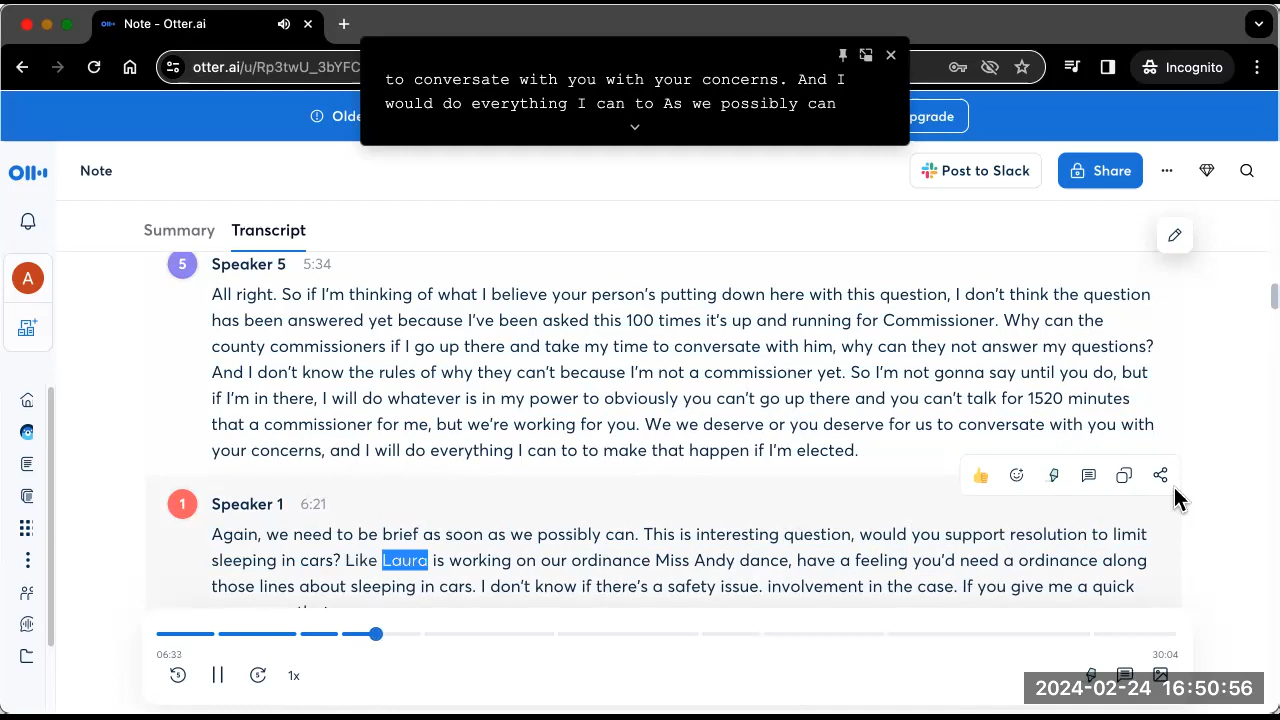 Note - Otter.ai
otter.ai/u/Rp3twU_3bYFC
Incognito
to conversate with you with your concerns. And I
would do everything I can to As we possibly can
Olde
pgrade
Note
Post to Slack
Share
Summary
Transcript
A
5
Speaker 5 5:34
All right. So if I'm thinking of what I believe your person's putting down here with this question, I don't think the question
has been answered yet because I've been asked this 100 times it's up and running for Commissioner. Why can the
county commissioners if I go up there and take my time to conversate with him, why can they not answer my questions?
And I don't know the rules of why they can't because I'm not a commissioner yet. So I'm not gonna say until you do, but
if I'm in there, I will do whatever is in my power to obviously you can't go up there and you can't talk for 1520 minutes
that a commissioner for me, but we're working for you. We we deserve or you deserve for us to conversate with you with
your concerns, and I will do everything I can to to make that happen if I'm elected.
1
Speaker 1 6:21
Again, we need to be brief as soon as we possibly can. This is interesting question, would you support resolution to limit
sleeping in cars? Like Laura is working on our ordinance Miss Andy dance, have a feeling you'd need a ordinance along
those lines about sleeping in cars. I don't know if there's a safety issue. involvement in the case. If you give me a quick
06:33
30:04
5
5
1x
2024-02-24 16:50:56